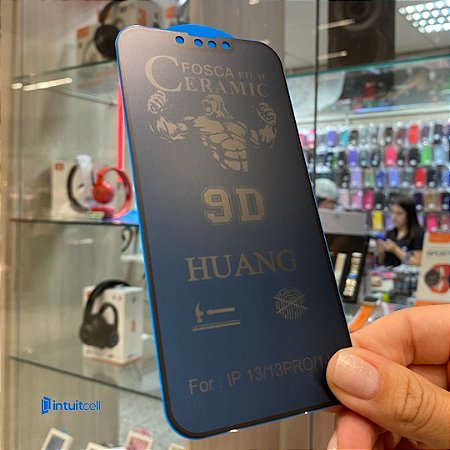 FOSCA FILM
CERAMIC
9D
HUANG
For : IP 13/13PRO/1
intuitcell